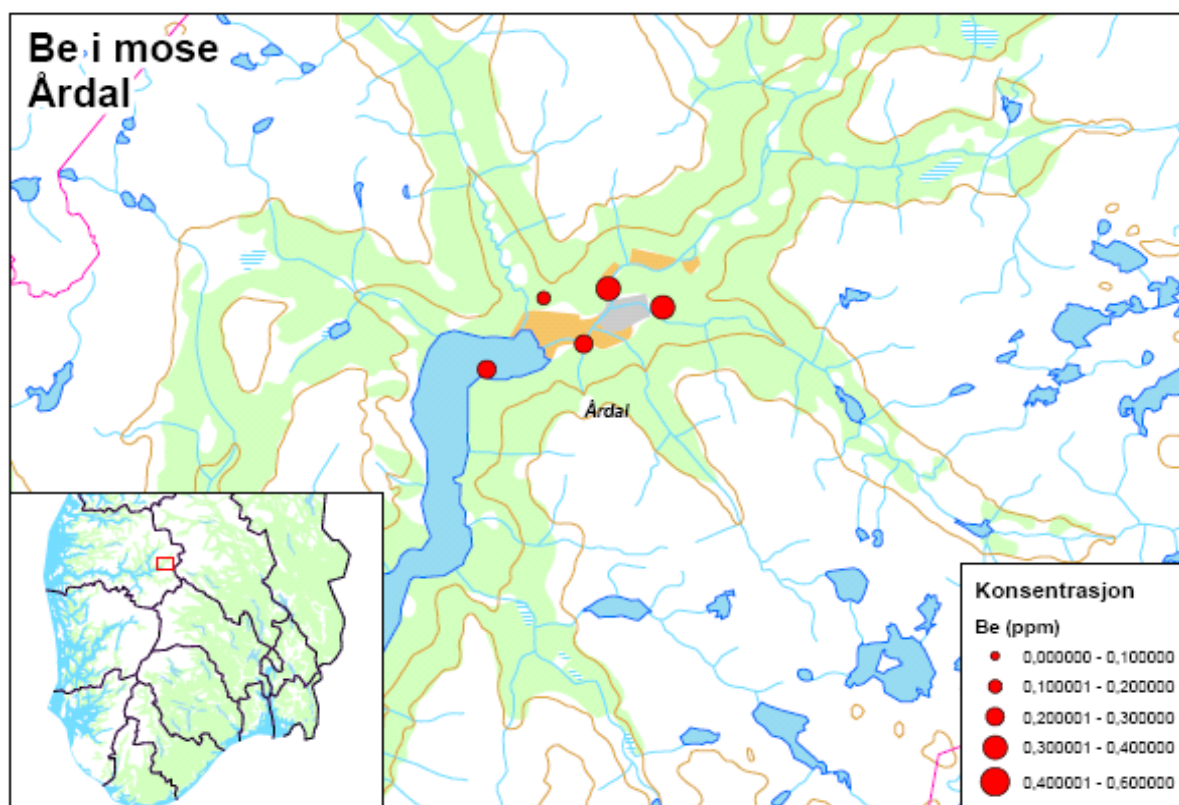 Be i mose
Årdal
Årdal
Konsentrasjon
Be (ppm)
0,000000 - 0,100000
0,100001 - 0,200000
0,200001 - 0,300000
0,300001 - 0,400000
0,400001 - 0,600000